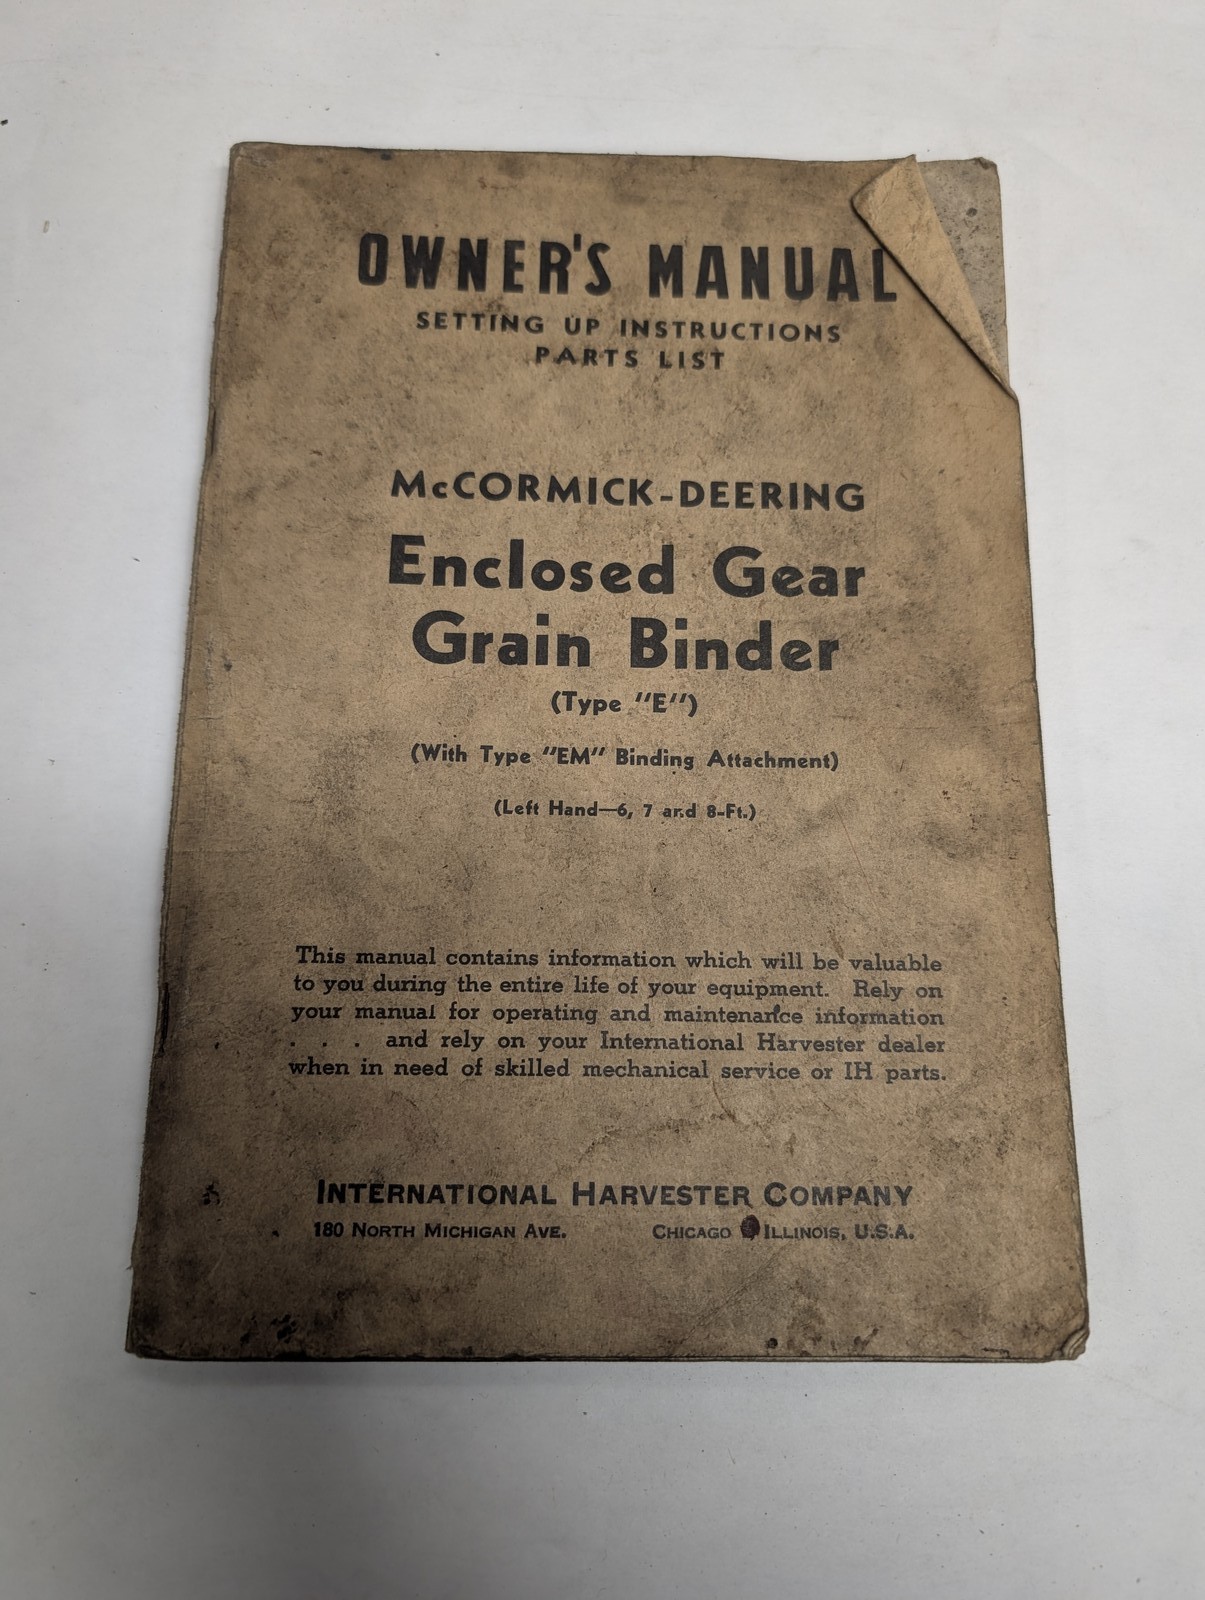 OWNER'S MANUAL
SETTING UP INSTRUCTIONS
PARTS LIST
McCORMICK-DEERING
Enclosed Gear
Grain Binder
(Type "E")
(With Type "EM" Binding Attachment)
(Left Hand—6, 7 and 8-Ft.)
This manual contains information which will be valuable
to you during the entire life of your equipment. Rely on
your manual for operating and maintenance information
. . . and rely on your International Harvester dealer
when in need of skilled mechanical service or IH parts.
INTERNATIONAL HARVESTER COMPANY
180 NORTH MICHIGAN AVE. CHICAGO ILLINOIS, U.S.A.